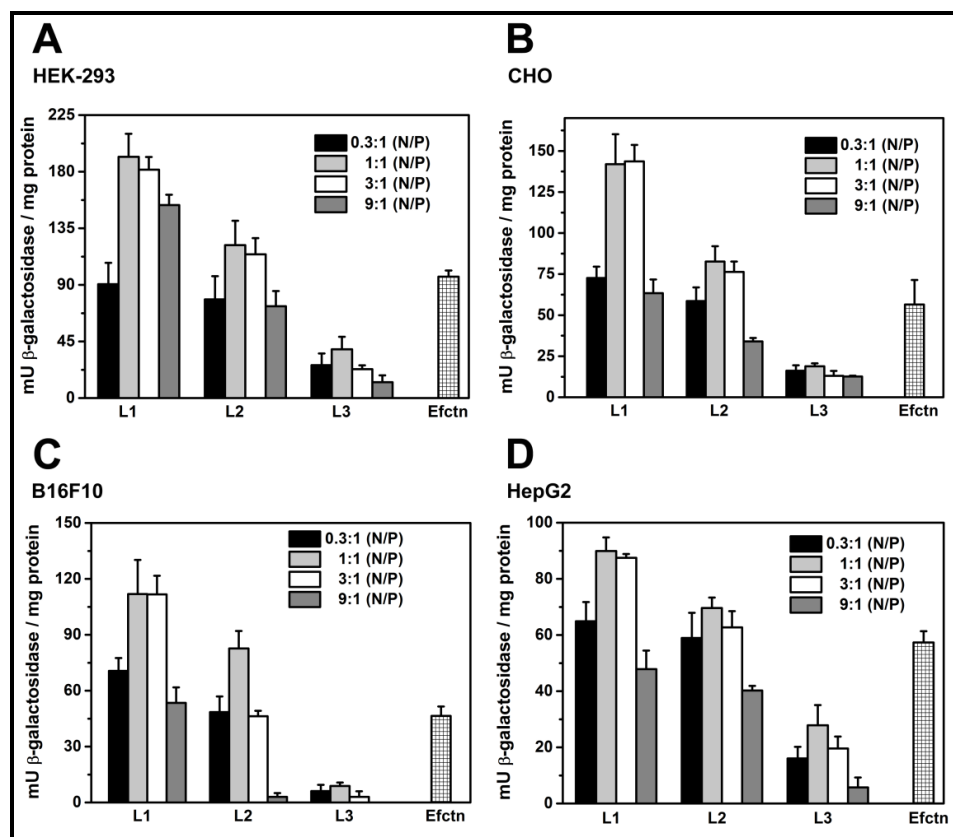 A
HEK-293
mU β-galactosidase / mg protein
225
180
135
90
45
0
0.3:1 (N/P)
1:1 (N/P)
3:1 (N/P)
9:1 (N/P)
L1 L2 L3 Efctn
B
CHO
mU β-galactosidase / mg protein
150
125
100
75
50
25
0
0.3:1 (N/P)
1:1 (N/P)
3:1 (N/P)
9:1 (N/P)
L1 L2 L3 Efctn
C
B16F10
mU β-galactosidase / mg protein
150
120
90
60
30
0
0.3:1 (N/P)
1:1 (N/P)
3:1 (N/P)
9:1 (N/P)
L1 L2 L3 Efctn
D
HepG2
mU β-galactosidase / mg protein
100
80
60
40
20
0
0.3:1 (N/P)
1:1 (N/P)
3:1 (N/P)
9:1 (N/P)
L1 L2 L3 Efctn